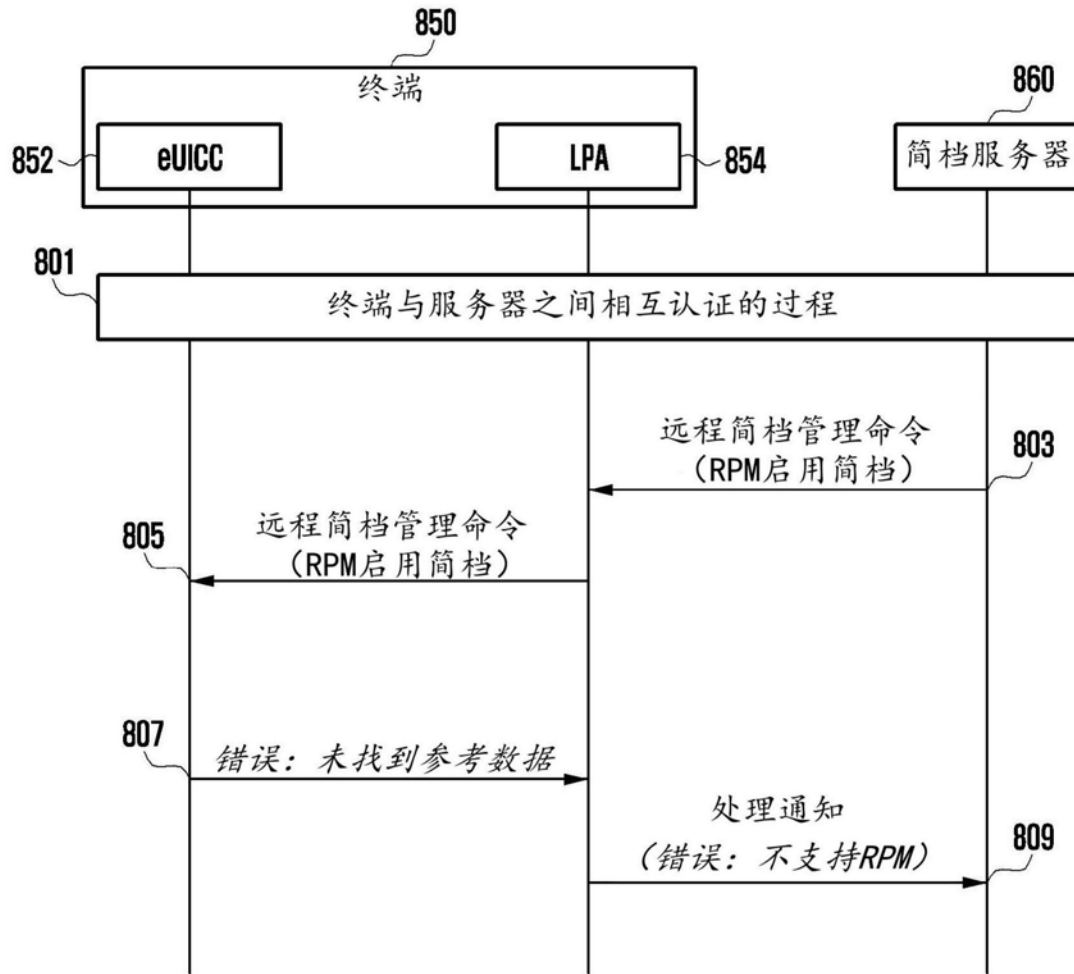 850
终端
860
852
eUICC
LPA
854
简档服务器
801
终端与服务器之间相互认证的过程
远程简档管理命令
(RPM启用简档)
803
远程简档管理命令
(RPM启用简档)
805
807
错误：未找到参考数据
处理通知
(错误：不支持RPM)
809